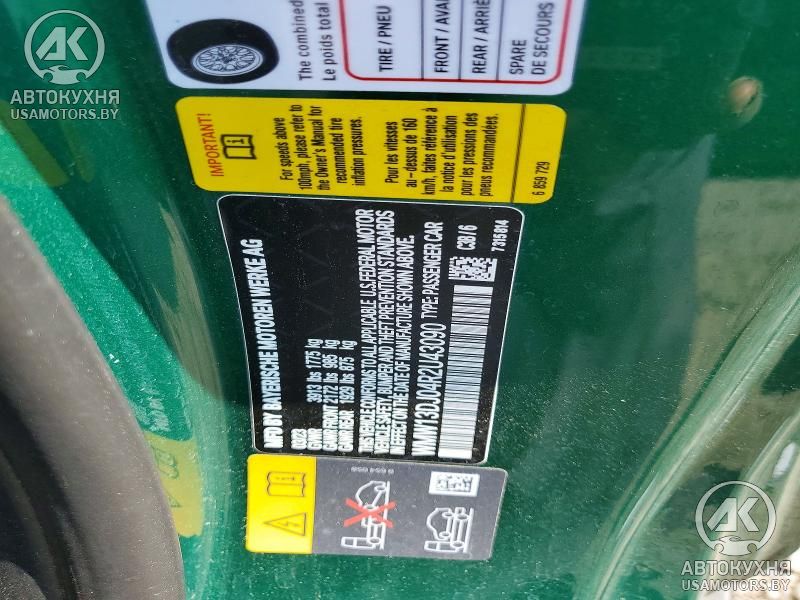 АВТОКУХНЯ
USAMOTORS.BY
The combined
Le poids total
TIRE / PNEU
FRONT / AVAN
REAR / ARRIÈ
SPARE
DE SECOURS
IMPORTANT!
For speeds above
100mph, please refer to
the Owner's Manual for
recommended tire
inflation pressures.
Pour les vitesses
au-dessus de 160
kmh, faites référence à
la notice d'utilisation
pour les pressions des
pneus recommandées.
6 859 729
MFD BY BAYERISCHE MOTOREN WERKE AG
03/23
GVWR 3913 lbs 1775 kg
GAWR FRONT 2172 lbs 985 kg
GAWR REAR 1929 lbs 875 kg
THIS VEHICLE CONFORMS TO ALL APPLICABLE U.S. FEDERAL MOTOR
VEHICLE SAFETY, BUMPER AND THEFT PREVENTION STANDARDS
IN EFFECT ON THE DATE OF MANUFACTURE SHOWN ABOVE.
WMW13DJ04R2U43090 TYPE: PASSENGER CAR
C3B/6
7315814
АВТОКУХНЯ
USAMOTORS.BY